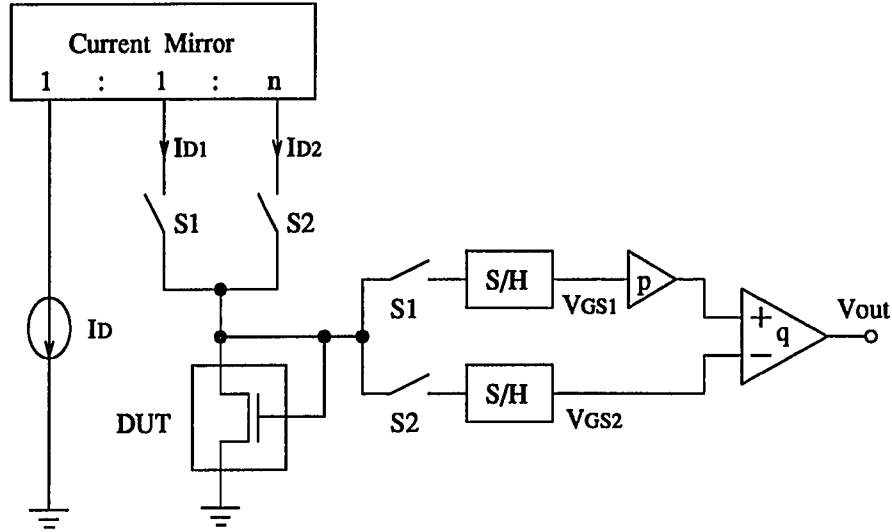 Current Mirror
1 : 1 : n
ID1
ID2
S1
S2
ID
S1
S/H
VGS1
p
Vout
+
q
−
DUT
S2
S/H
VGS2